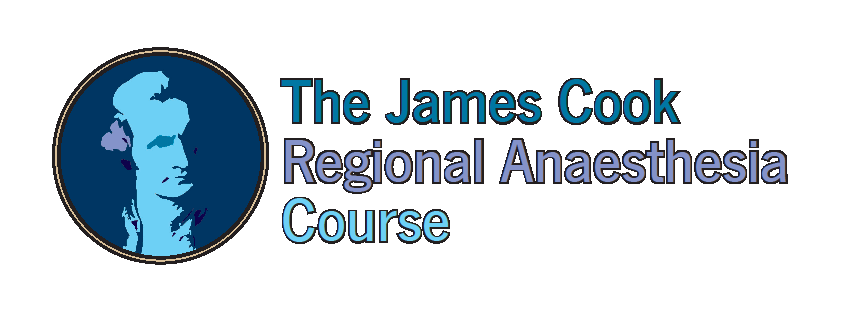 The James Cook
Regional Anaesthesia
Course